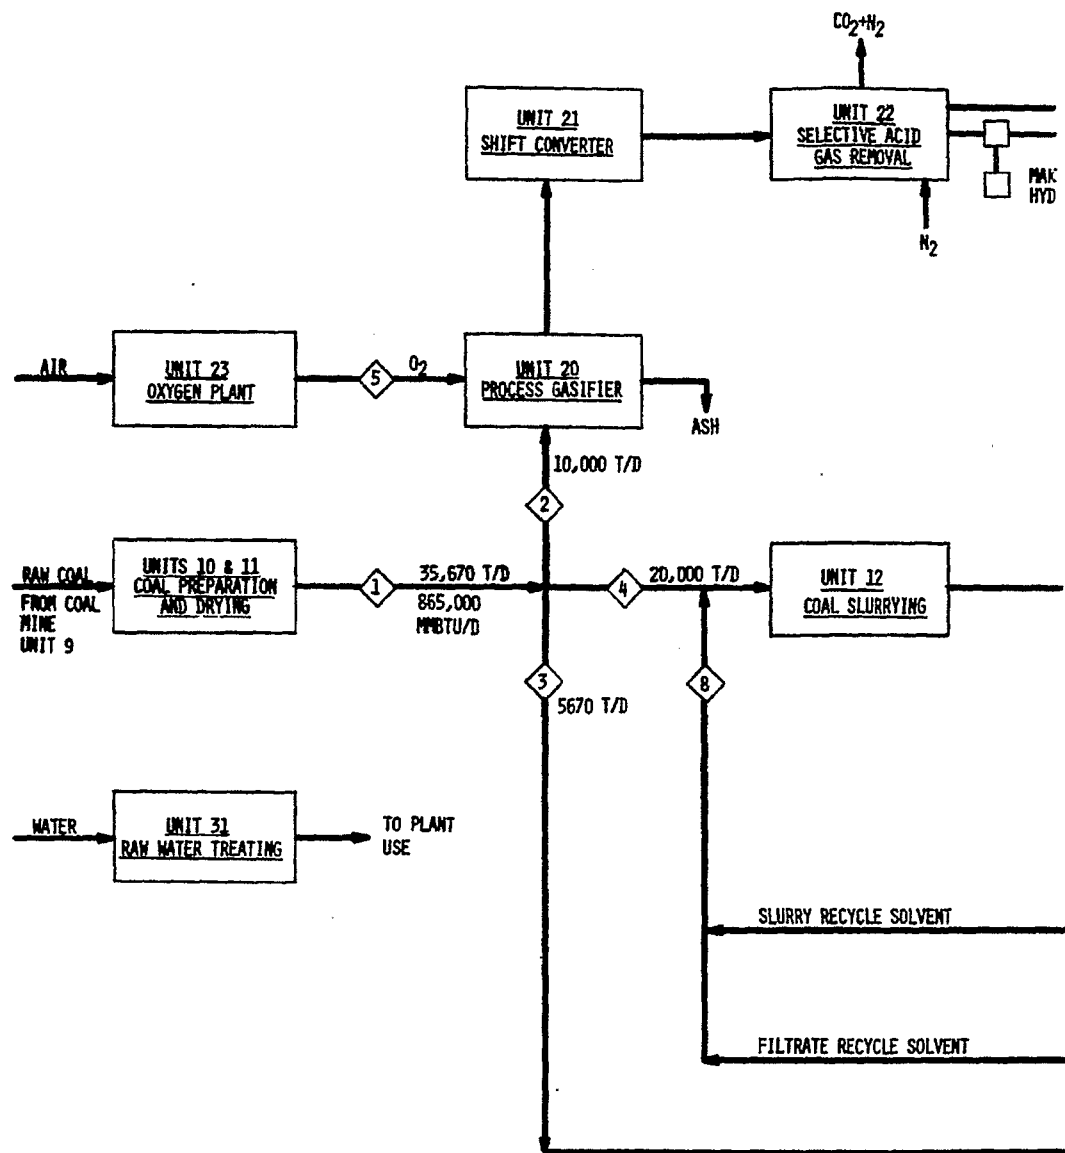 CO2+N2
UNIT 21
SHIFT CONVERTER
UNIT 22
SELECTIVE ACID
GAS REMOVAL
MAK
HYD
N2
AIR
UNIT 23
OXYGEN PLANT
5
O2
UNIT 20
PROCESS GASIFIER
ASH
10,000 T/D
2
RAW COAL
FROM COAL
MINE
UNIT 9
UNITS 10 & 11
COAL PREPARATION
AND DRYING
1
35,670 T/D
865,000
MMBTU/D
4
20,000 T/D
UNIT 12
COAL SLURRYING
3
5670 T/D
8
WATER
UNIT 31
RAW WATER TREATING
TO PLANT
USE
SLURRY RECYCLE SOLVENT
FILTRATE RECYCLE SOLVENT